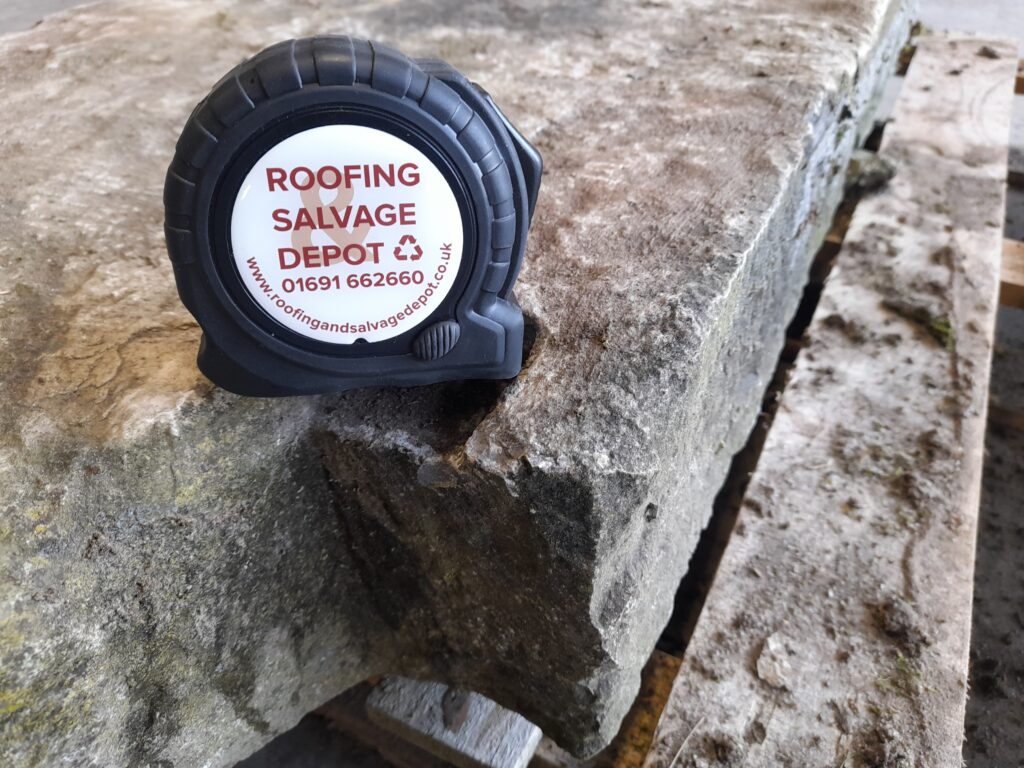 ROOFING
&
SALVAGE
DEPOT
01691 662660
www.roofingandsalvagedepot.co.uk